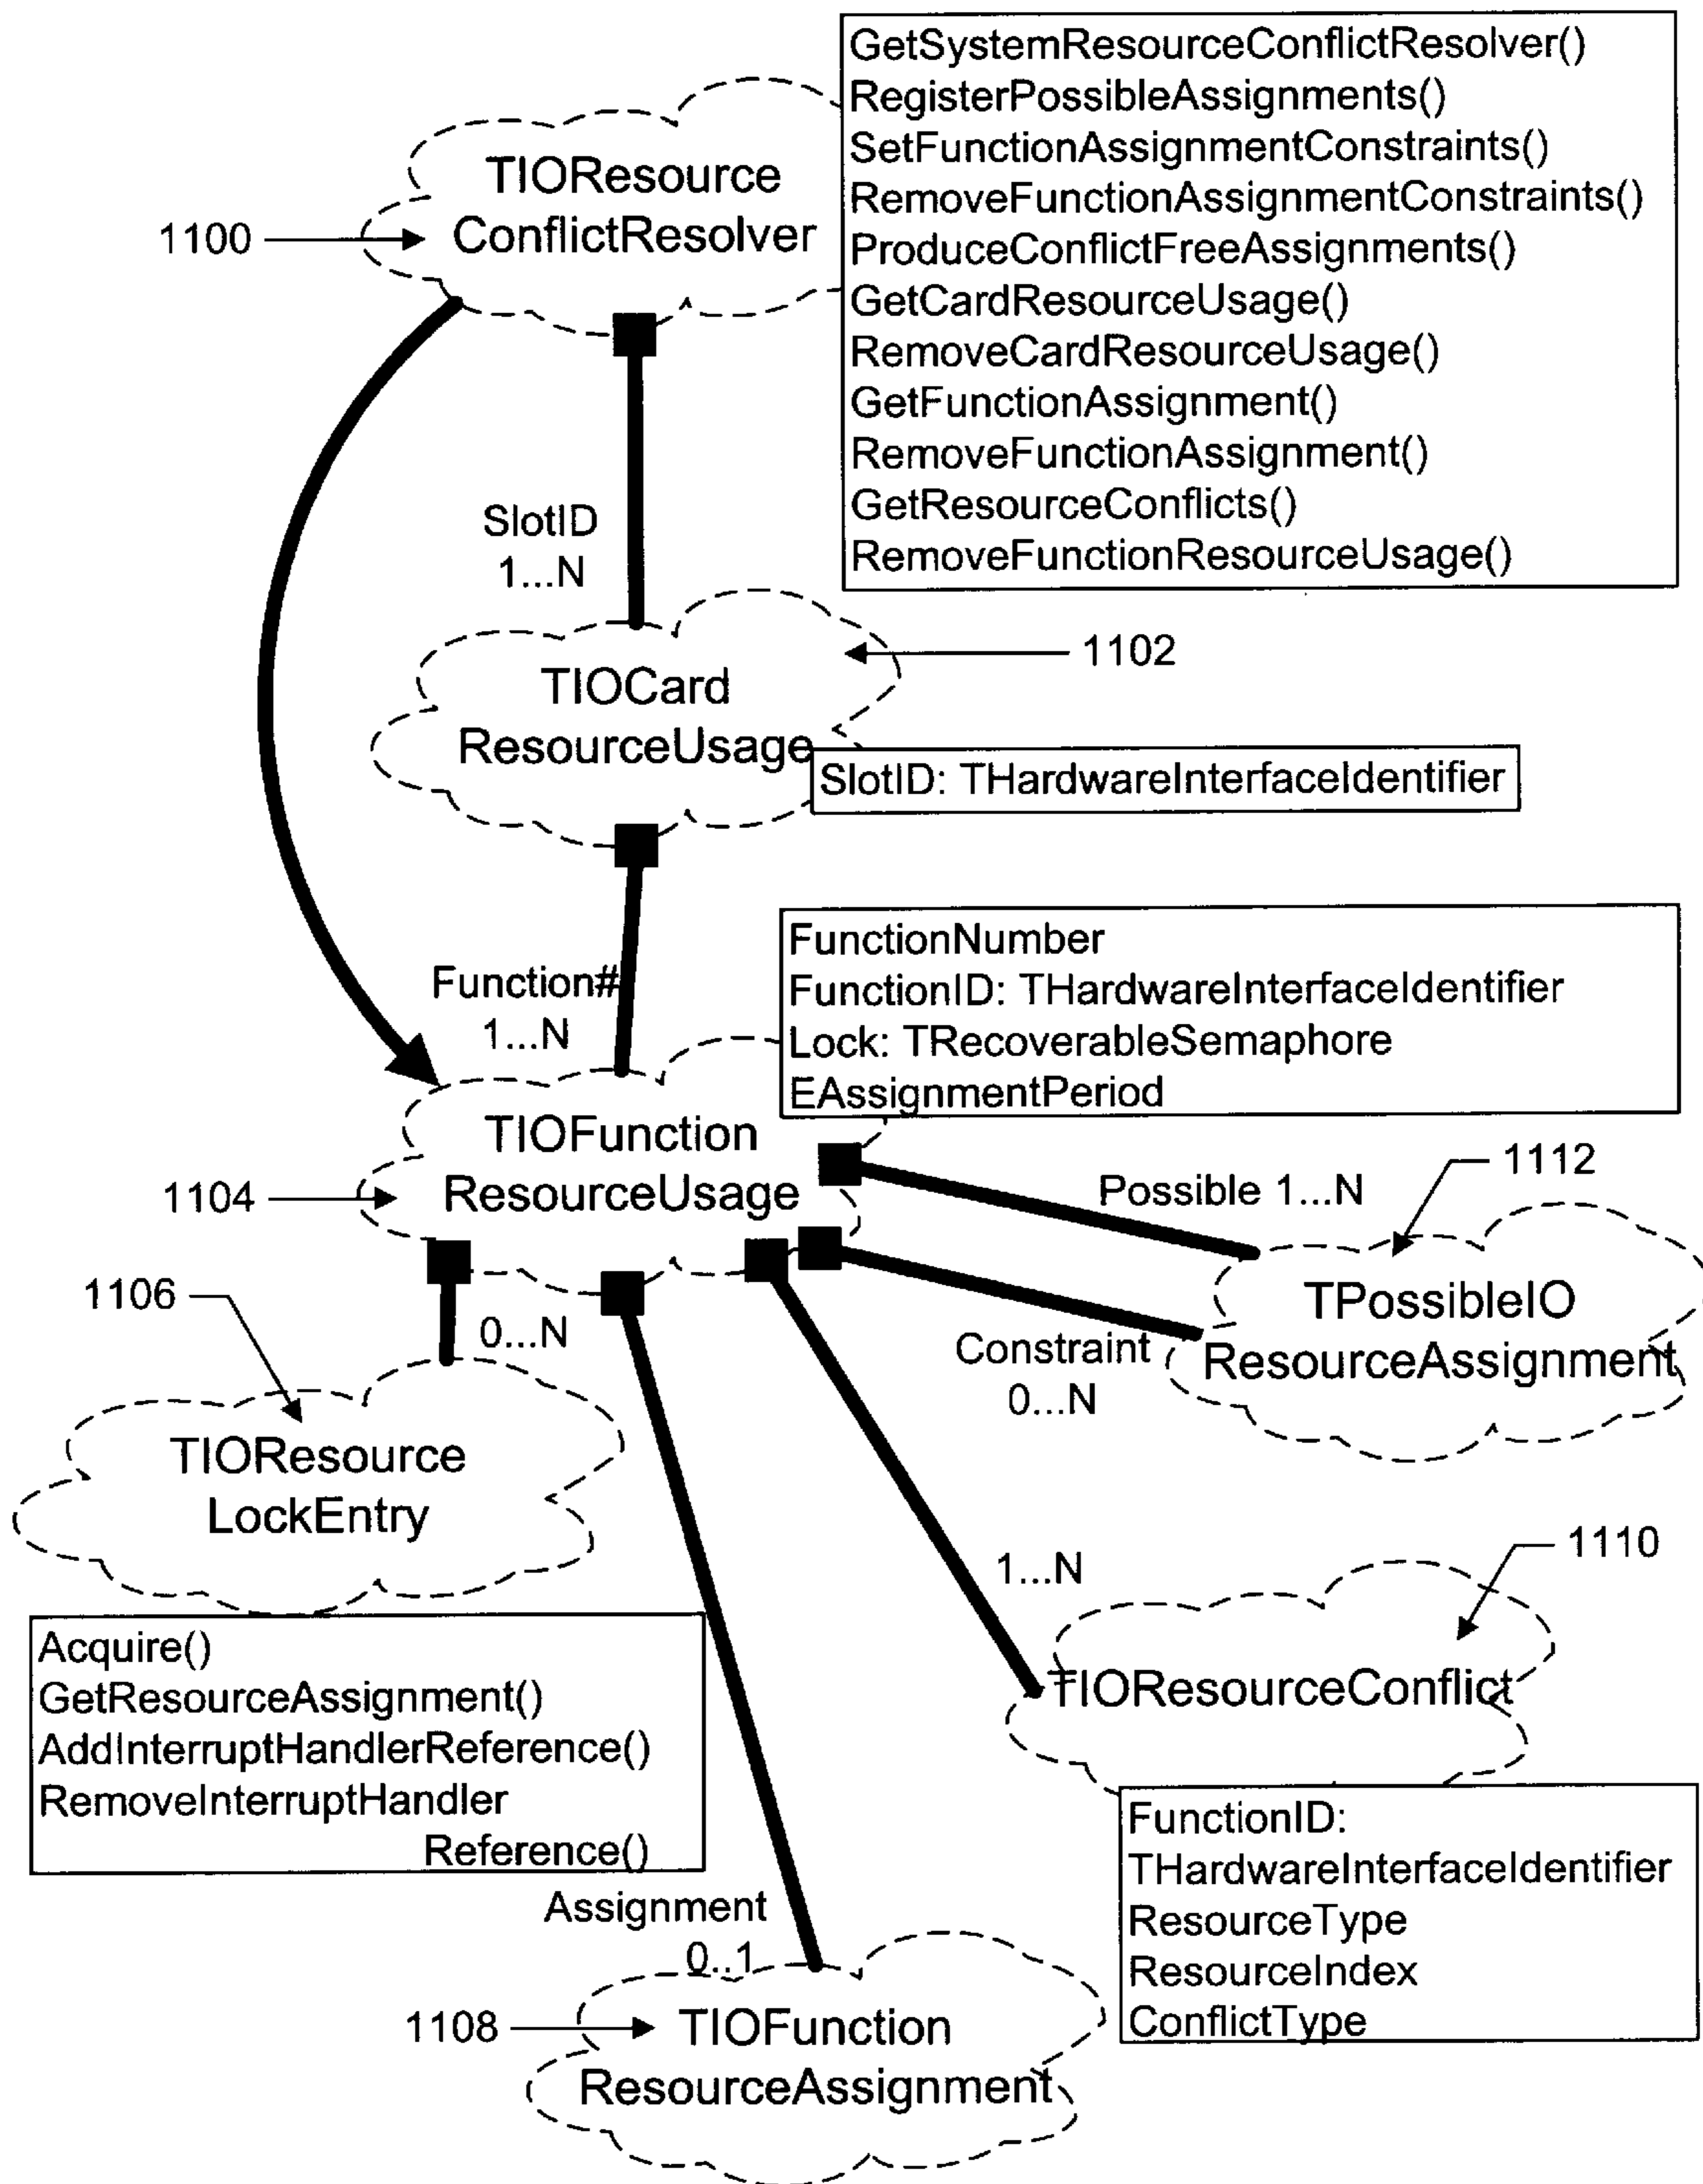 GetSystemResourceConflictResolver()
RegisterPossibleAssignments()
SetFunctionAssignmentConstraints()
RemoveFunctionAssignmentConstraints()
ProduceConflictFreeAssignments()
GetCardResourceUsage()
RemoveCardResourceUsage()
GetFunctionAssignment()
RemoveFunctionAssignment()
GetResourceConflicts()
RemoveFunctionResourceUsage()
TIOResource
ConflictResolver
1100
SlotID
1...N
1102
TIOCard
ResourceUsage
SlotID: THardwareInterfaceIdentifier
FunctionNumber
FunctionID: THardwareInterfaceIdentifier
Lock: TRecoverableSemaphore
EAssignmentPeriod
Function#
1...N
TIOFunction
ResourceUsage
1104
1112
Possible 1...N
TPossibleIO
ResourceAssignment
Constraint
0...N
1106
0...N
TIOResource
LockEntry
1...N
1110
TIOResourceConflict
Acquire()
GetResourceAssignment()
AddInterruptHandlerReference()
RemoveInterruptHandler
Reference()
FunctionID:
THardwareInterfaceIdentifier
ResourceType
ResourceIndex
ConflictType
Assignment
0..1
1108
TIOFunction
ResourceAssignment